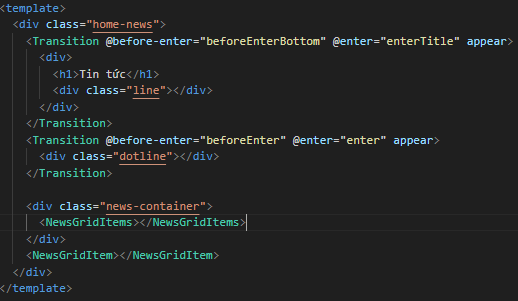 <template>
  <div class="home-news">
    <Transition @before-enter="beforeEnterBottom" @enter="enterTitle" appear>
      <div>
        <h1>Tin tức</h1>
        <div class="line"></div>
      </div>
    </Transition>
    <Transition @before-enter="beforeEnter" @enter="enter" appear>
      <div class="dotline"></div>
    </Transition>

    <div class="news-container">
      <NewsGridItems></NewsGridItems>
    </div>
    <NewsGridItem></NewsGridItem>
  </div>
</template>